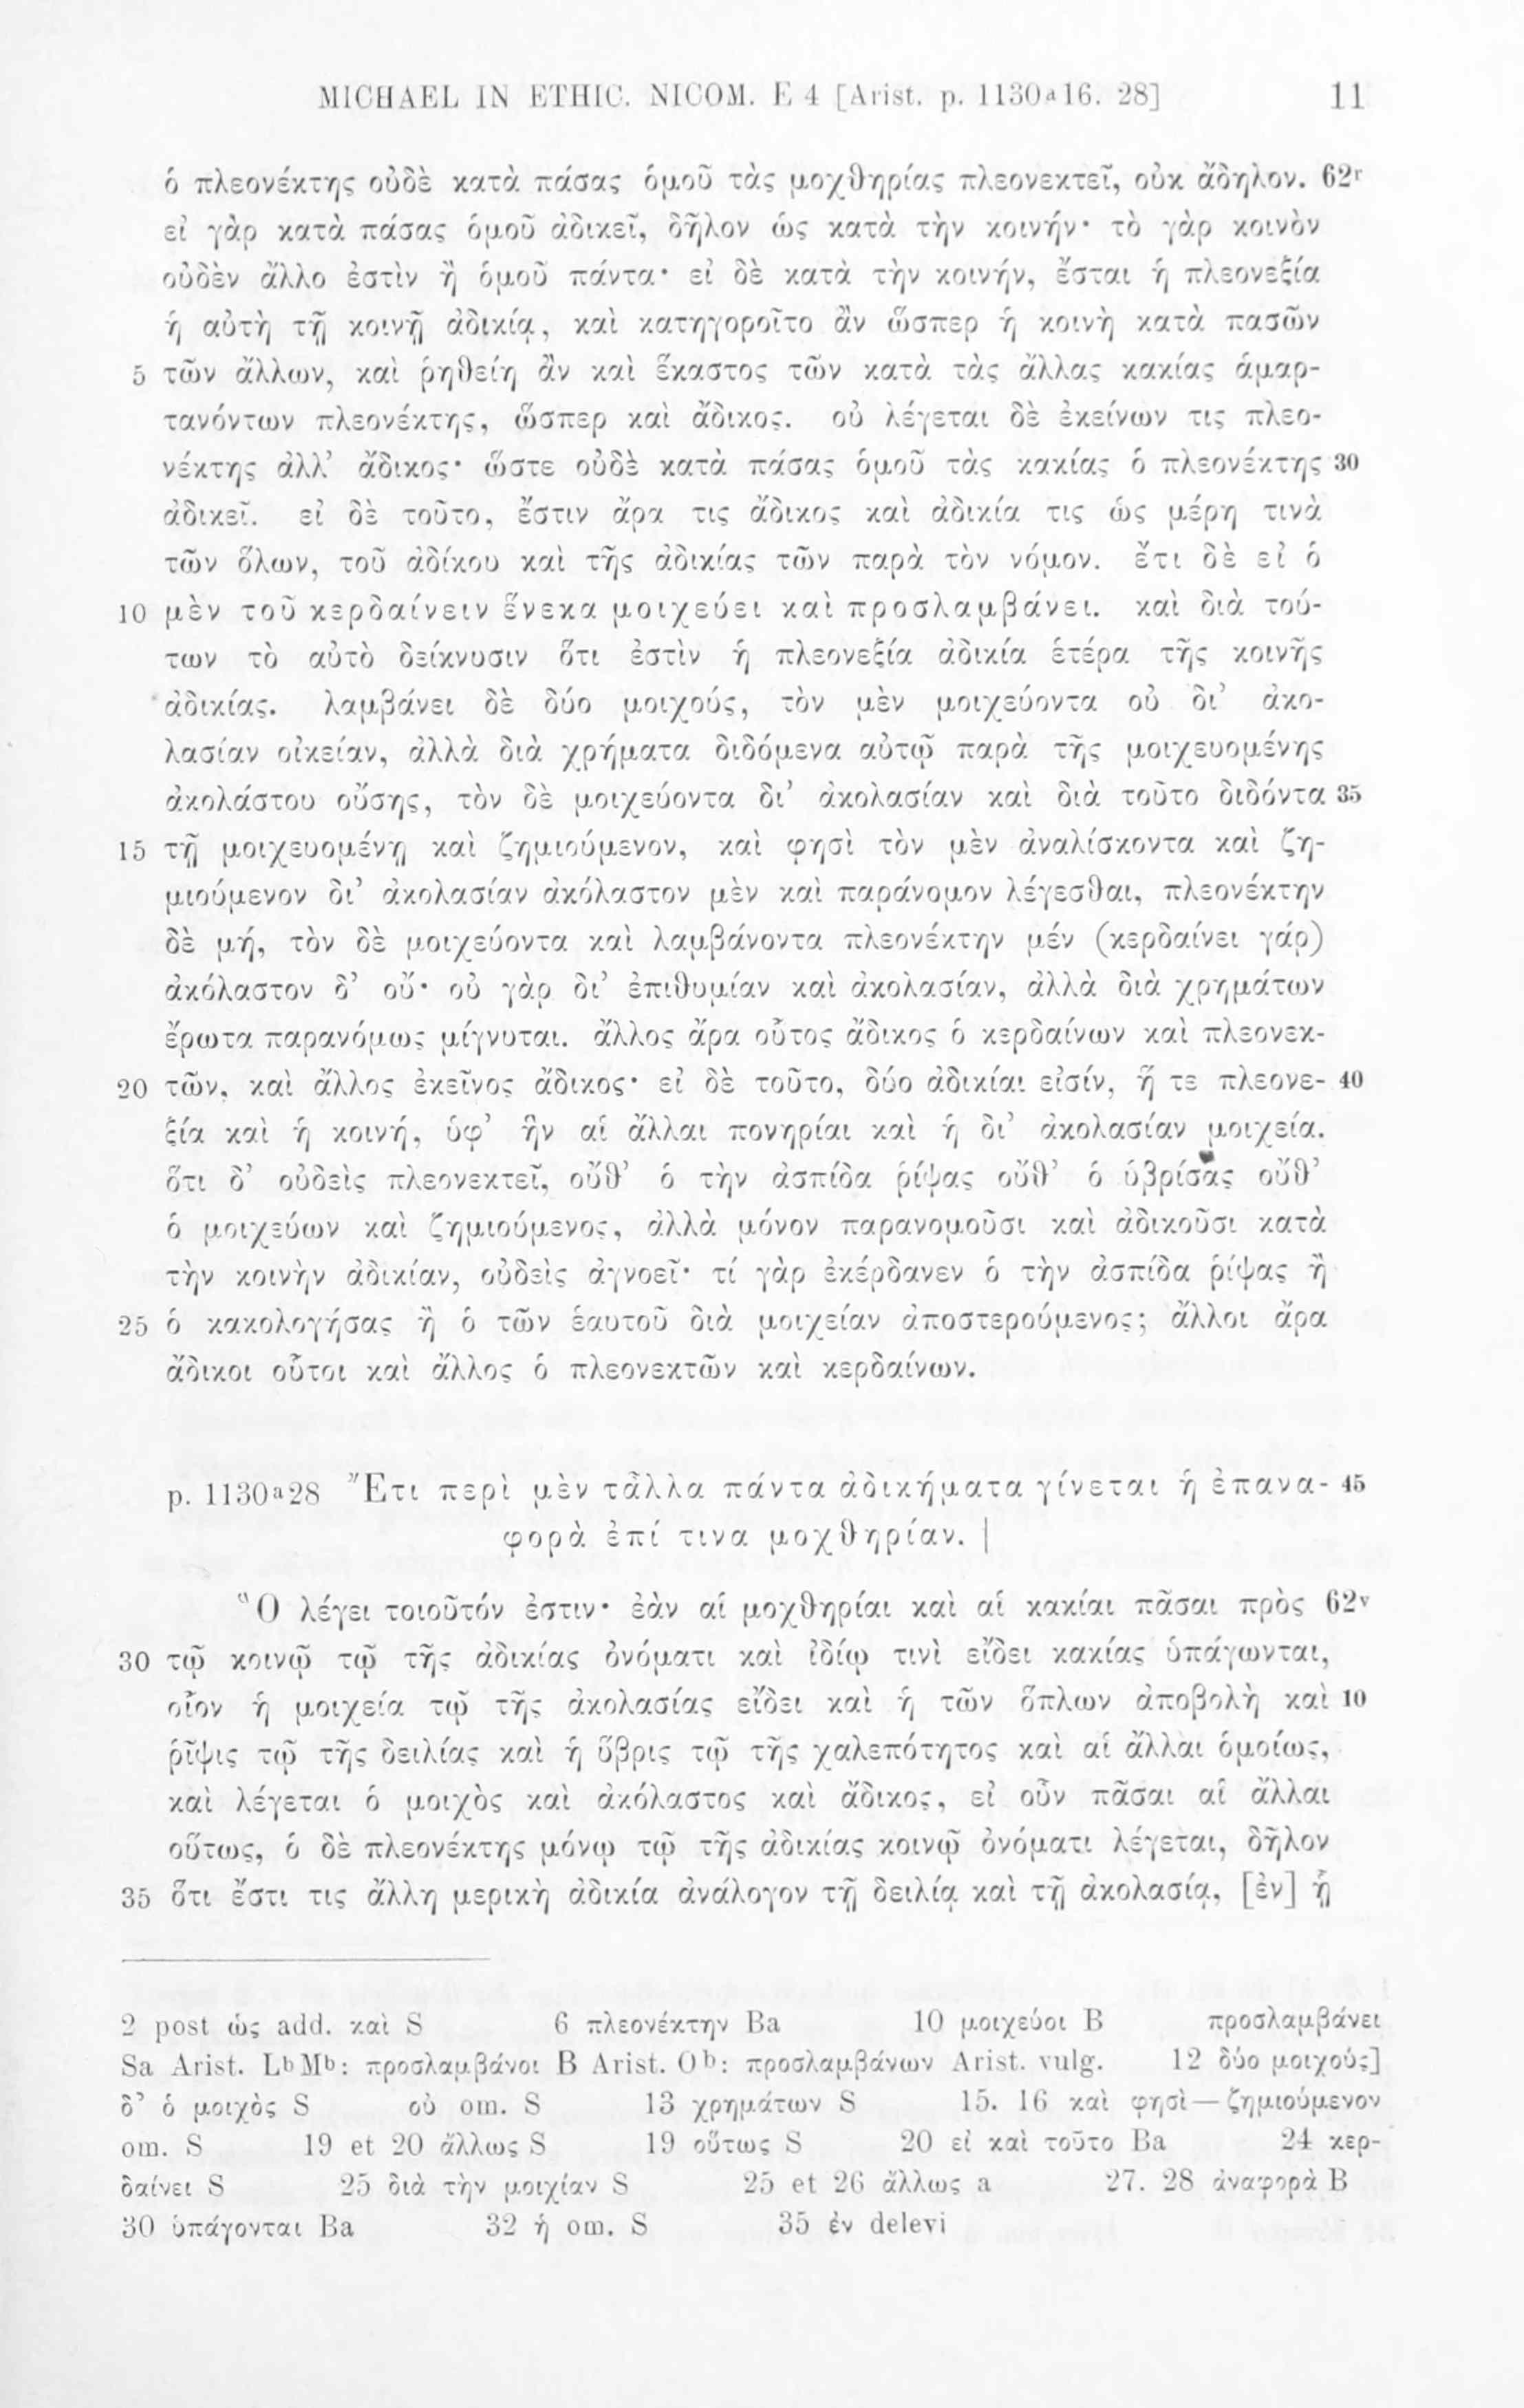 MICHAEL IN ETHIC. NICOM. E 4 [Arist. p. 1130ᵃ16. 28] 11
ὁ πλεονέκτης οὐδὲ κατὰ πάσας ὁμοῦ τὰς μοχθηρίας πλεονεκτεῖ, οὐκ ἄδηλον. 62ʳ
εἰ γὰρ κατὰ πάσας ὁμοῦ ἀδικεῖ, δῆλον ὡς κατὰ τὴν κοινήν· τὸ γὰρ κοινὸν
οὐδὲν ἄλλο ἐστὶν ἢ ὁμοῦ πάντα· εἰ δὲ κατὰ τὴν κοινήν, ἔσται ἡ πλεονεξία
ἡ αὐτὴ τῇ κοινῇ ἀδικίᾳ, καὶ κατηγοροῖτο ἂν ὥσπερ ἡ κοινὴ κατὰ πασῶν
5 τῶν ἄλλων, καὶ ῥηθείη ἂν καὶ ἕκαστος τῶν κατὰ τὰς ἄλλας κακίας ἁμαρ-
τανόντων πλεονέκτης, ὥσπερ καὶ ἄδικος. οὐ λέγεται δὲ ἐκείνων τις πλεο-
νέκτης ἀλλ’ ἄδικος· ὥστε οὐδὲ κατὰ πάσας ὁμοῦ τὰς κακίας ὁ πλεονέκτης 30
ἀδικεῖ. εἰ δὲ τοῦτο, ἔστιν ἄρα τις ἄδικος καὶ ἀδικία τις ὡς μέρη τινὰ
τῶν ὅλων, τοῦ ἀδίκου καὶ τῆς ἀδικίας τῶν παρὰ τὸν νόμον. ἔτι δὲ εἰ ὁ
10 μὲν τοῦ κερδαίνειν ἕνεκα μοιχεύει καὶ προσλαμβάνει. καὶ διὰ τού-
των τὸ αὐτὸ δείκνυσιν ὅτι ἐστὶν ἡ πλεονεξία ἀδικία ἑτέρα τῆς κοινῆς
ἀδικίας. λαμβάνει δὲ δύο μοιχούς, τὸν μὲν μοιχεύοντα οὐ δι’ ἀκο-
λασίαν οἰκείαν, ἀλλὰ διὰ χρήματα διδόμενα αὐτῷ παρὰ τῆς μοιχευομένης
ἀκολάστου οὔσης, τὸν δὲ μοιχεύοντα δι’ ἀκολασίαν καὶ διὰ τοῦτο διδόντα 35
15 τῇ μοιχευομένῃ καὶ ζημιούμενον, καὶ φησὶ τὸν μὲν ἀναλίσκοντα καὶ ζη-
μιούμενον δι’ ἀκολασίαν ἀκόλαστον μὲν καὶ παράνομον λέγεσθαι, πλεονέκτην
δὲ μή, τὸν δὲ μοιχεύοντα καὶ λαμβάνοντα πλεονέκτην μέν (κερδαίνει γάρ)
ἀκόλαστον δ’ οὔ· οὐ γὰρ δι’ ἐπιθυμίαν καὶ ἀκολασίαν, ἀλλὰ διὰ χρημάτων
ἔρωτα παρανόμως μίγνυται. ἄλλος ἄρα οὗτος ἄδικος ὁ κερδαίνων καὶ πλεονεκ-
20 τῶν, καὶ ἄλλος ἐκεῖνος ἄδικος· εἰ δὲ τοῦτο, δύο ἀδικίαι εἰσίν, ἥ τε πλεονε- 40
ξία καὶ ἡ κοινή, ὑφ’ ἣν αἱ ἄλλαι πονηρίαι καὶ ἡ δι’ ἀκολασίαν μοιχεία.
ὅτι δ’ οὐδεὶς πλεονεκτεῖ, οὔθ’ ὁ τὴν ἀσπίδα ῥίψας οὔθ’ ὁ ὑβρίσας οὔθ’
ὁ μοιχεύων καὶ ζημιούμενος, ἀλλὰ μόνον παρανομοῦσι καὶ ἀδικοῦσι κατὰ
τὴν κοινὴν ἀδικίαν, οὐδεὶς ἀγνοεῖ· τί γὰρ ἐκέρδανεν ὁ τὴν ἀσπίδα ῥίψας ἢ
25 ὁ κακολογήσας ἢ ὁ τῶν ἑαυτοῦ διὰ μοιχείαν ἀποστερούμενος; ἄλλοι ἄρα
ἄδικοι οὗτοι καὶ ἄλλος ὁ πλεονεκτῶν καὶ κερδαίνων.
p. 1130ᵃ28 Ἔτι περὶ μὲν τἆλλα πάντα ἀδικήματα γίνεται ἡ ἐπανα- 45
φορὰ ἐπί τινα μοχθηρίαν. |
Ὃ λέγει τοιοῦτόν ἐστιν· ἐὰν αἱ μοχθηρίαι καὶ αἱ κακίαι πᾶσαι πρὸς 62ᵛ
30 τῷ κοινῷ τῷ τῆς ἀδικίας ὀνόματι καὶ ἰδίῳ τινὶ εἴδει κακίας ὑπάγωνται,
οἷον ἡ μοιχεία τῷ τῆς ἀκολασίας εἴδει καὶ ἡ τῶν ὅπλων ἀποβολὴ καὶ 10
ῥῖψις τῷ τῆς δειλίας καὶ ἡ ὕβρις τῷ τῆς χαλεπότητος καὶ αἱ ἄλλαι ὁμοίως,
καὶ λέγεται ὁ μοιχὸς καὶ ἀκόλαστος καὶ ἄδικος, εἰ οὖν πᾶσαι αἱ ἄλλαι
οὕτως, ὁ δὲ πλεονέκτης μόνῳ τῷ τῆς ἀδικίας κοινῷ ὀνόματι λέγεται, δῆλον
35 ὅτι ἔστι τις ἄλλη μερικὴ ἀδικία ἀνάλογον τῇ δειλίᾳ καὶ τῇ ἀκολασίᾳ, [ἐν] ᾗ
2 post ὡς add. καὶ S 6 πλεονέκτην Ba 10 μοιχεύοι B προσλαμβάνει
Sa Arist. LᵇMᵇ: προσλαμβάνοι B Arist. Oᵇ: προσλαμβάνων Arist. vulg. 12 δύο μοιχούς]
δ’ ὁ μοιχὸς S οὐ om. S 13 χρημάτων S 15. 16 καὶ φησὶ—ζημιούμενον
om. S 19 et 20 ἄλλως S 19 οὕτως S 20 εἰ καὶ τοῦτο Ba 24 κερ-
δαίνει S 25 διὰ τὴν μοιχίαν S 25 et 26 ἄλλως a 27. 28 ἀναφορὰ B
30 ὑπάγονται Ba 32 ἡ om. S 35 ἐν delevi